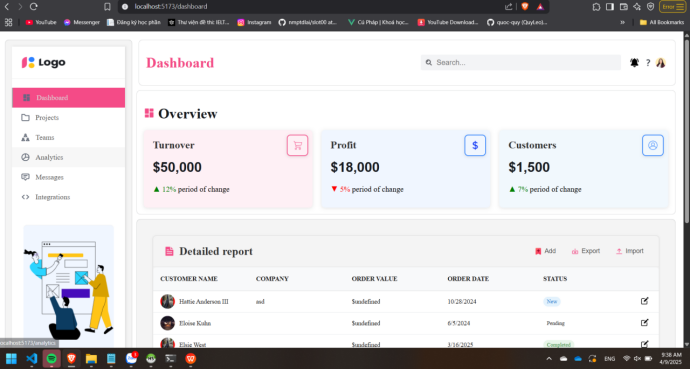 localhost:5173/dashboard
Error
YouTube
Messenger
Đăng ký học phần
Thư viện đề thi IELT...
Instagram
nmptdlai/slot00 at...
Cú Pháp | Khoá học...
YouTube Download...
quoc-quy (QuyLeo)...
»
All Bookmarks
Logo
Dashboard
Search...
?
Dashboard
Projects
Teams
Analytics
Messages
Integrations
Overview
Turnover
$50,000
▲ 12% period of change
Profit
$
$18,000
▼ 5% period of change
Customers
$1,500
▲ 7% period of change
Detailed report
Add
Export
Import
CUSTOMER NAME COMPANY ORDER VALUE ORDER DATE STATUS
Hattie Anderson III asd $undefined 10/28/2024 New
Eloise Kuhn $undefined 6/5/2024 Pending
Elsie West $undefined 3/16/2025 Completed
localhost:5173/analytics
ENG
9:38 AM
4/9/2025